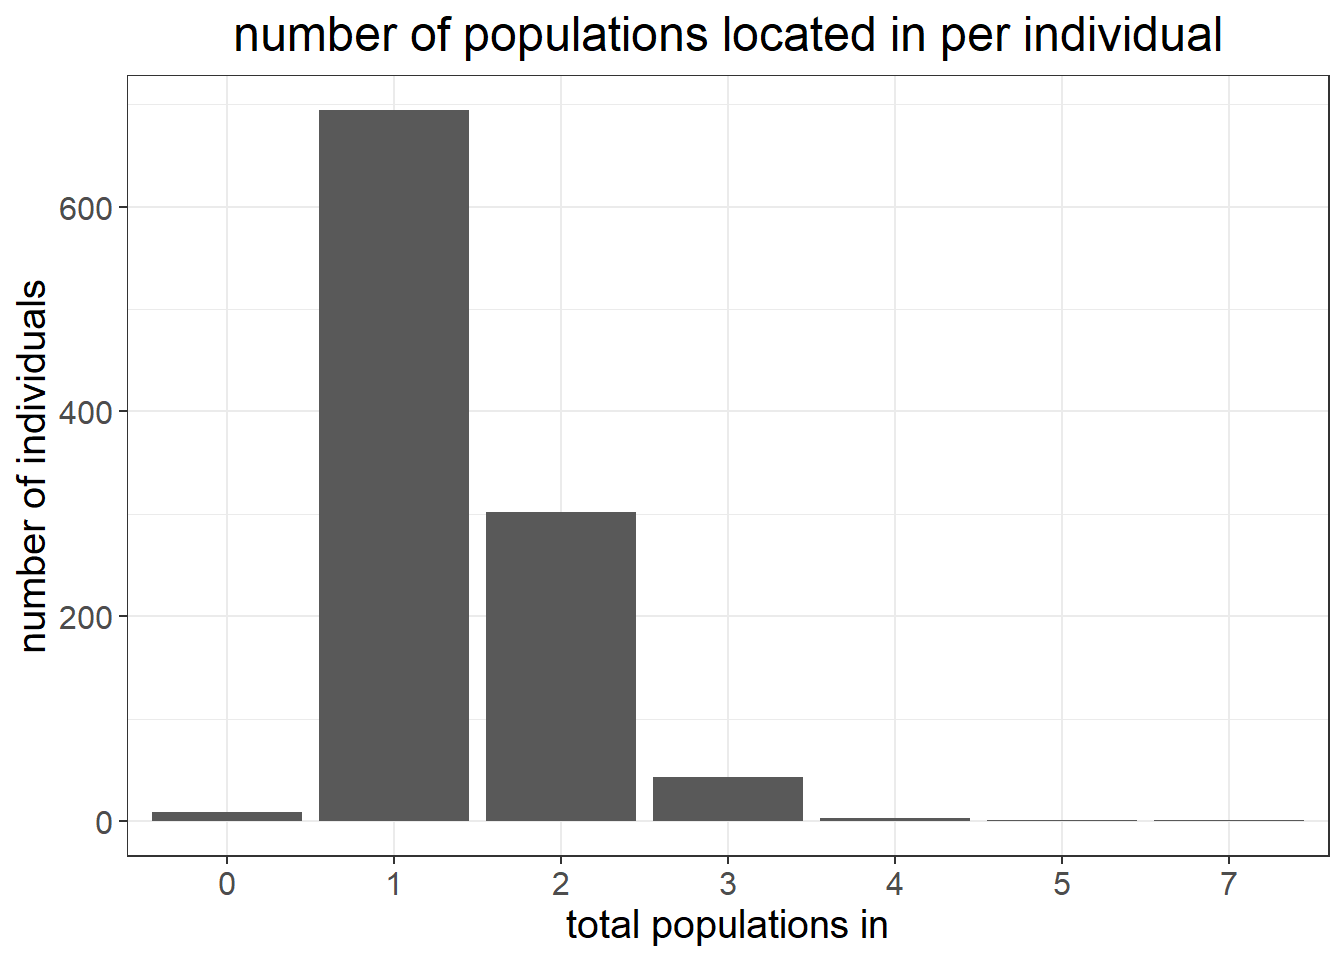 number of populations located in per individual
number of individuals
600
400
200
0
0 1 2 3 4 5 7
total populations in